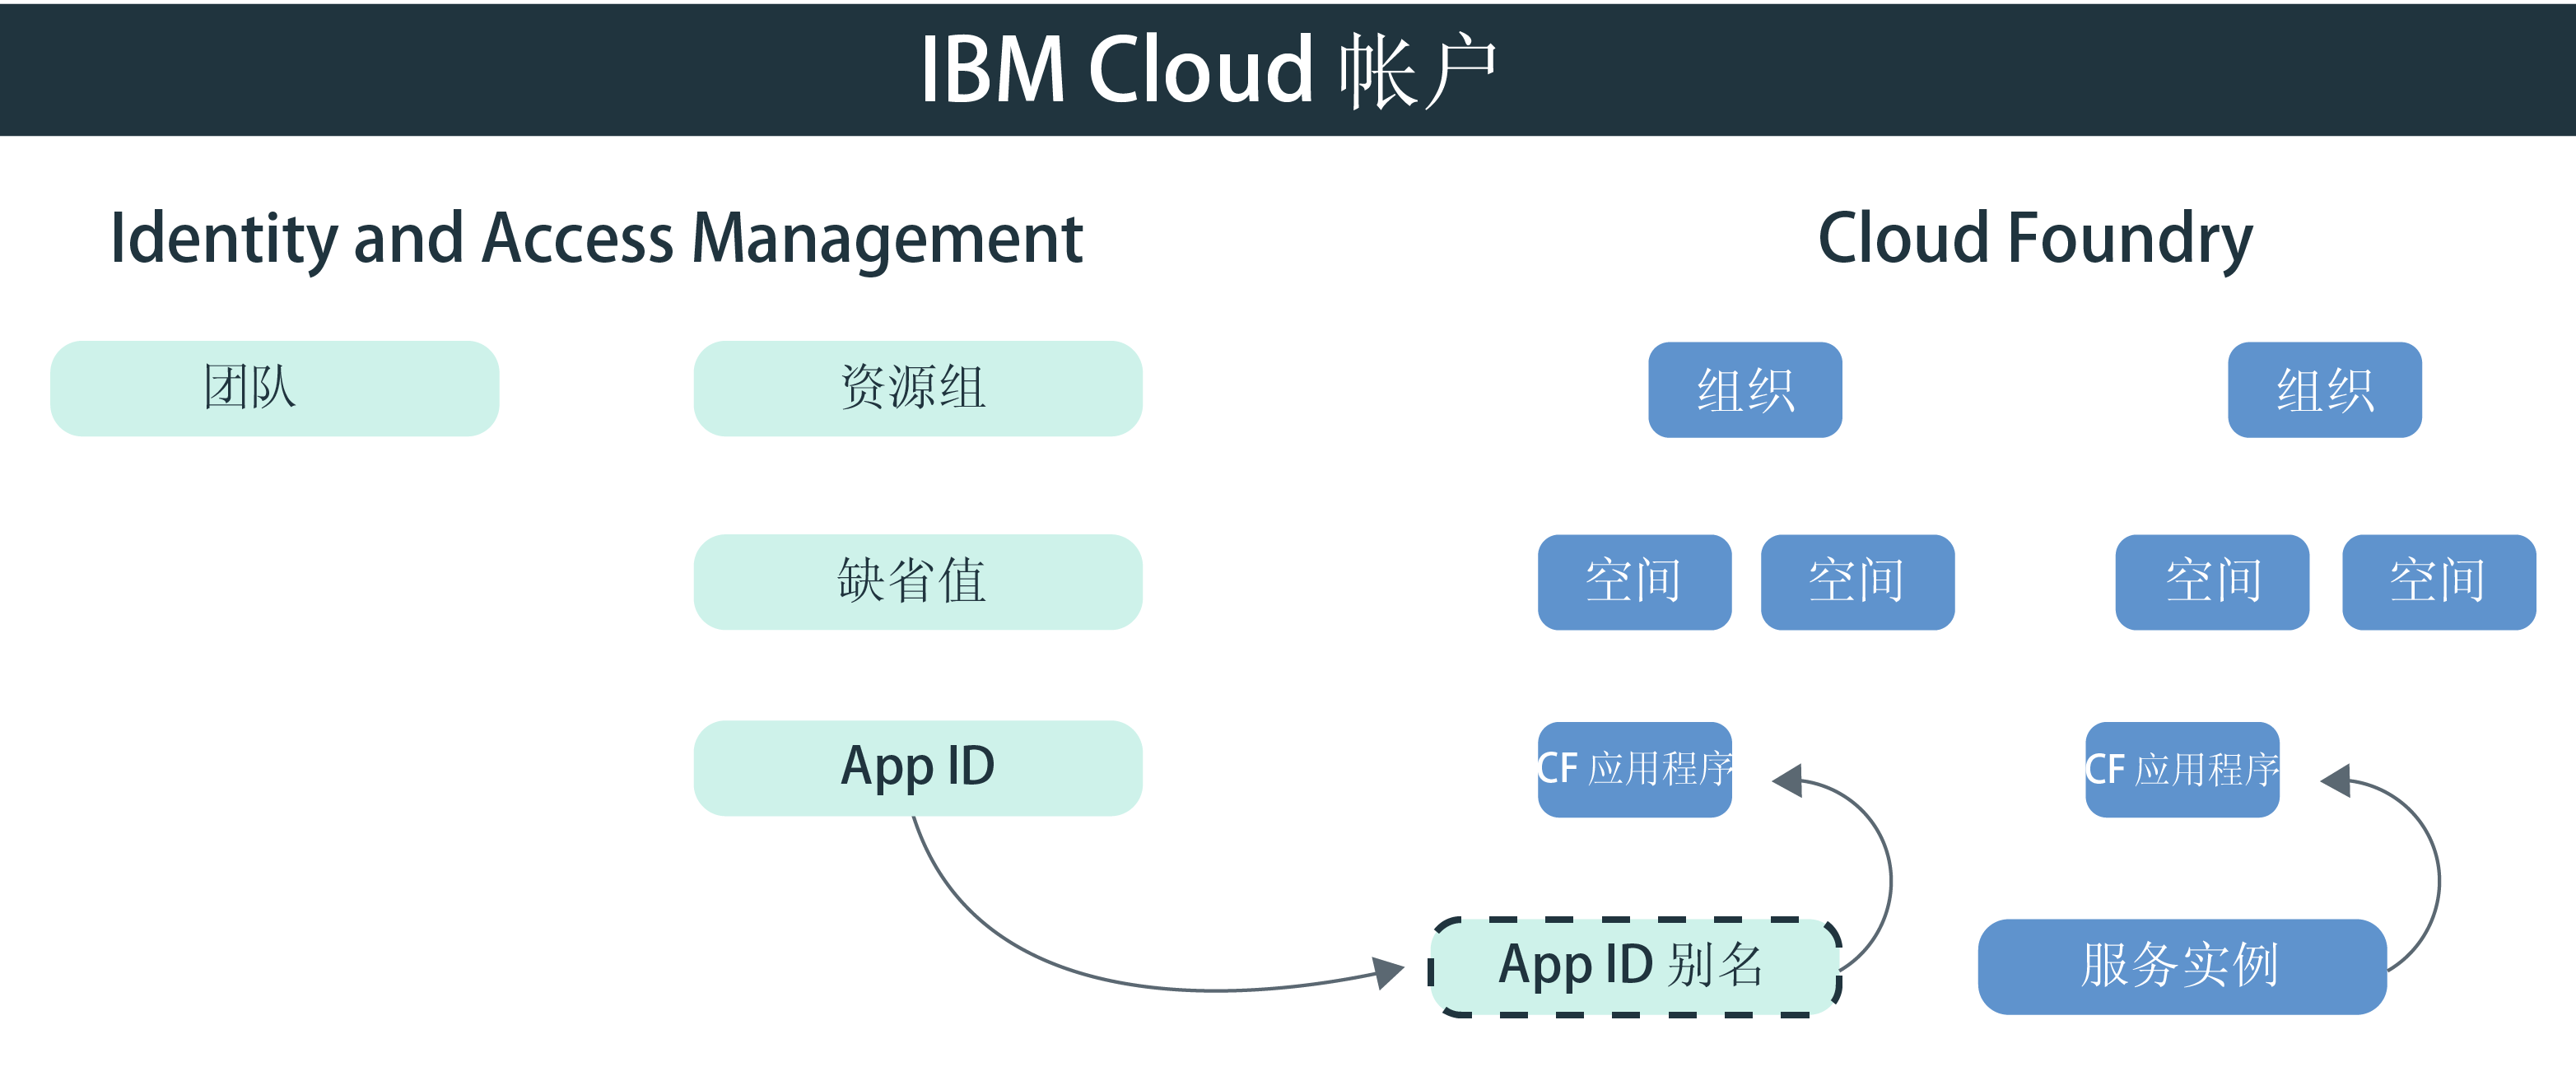 IBM Cloud 帐户
Identity and Access Management
Cloud Foundry
团队
资源组
组织
组织
缺省值
空间
空间
空间
空间
App ID
CF 应用程序
CF 应用程序
App ID 别名
服务实例